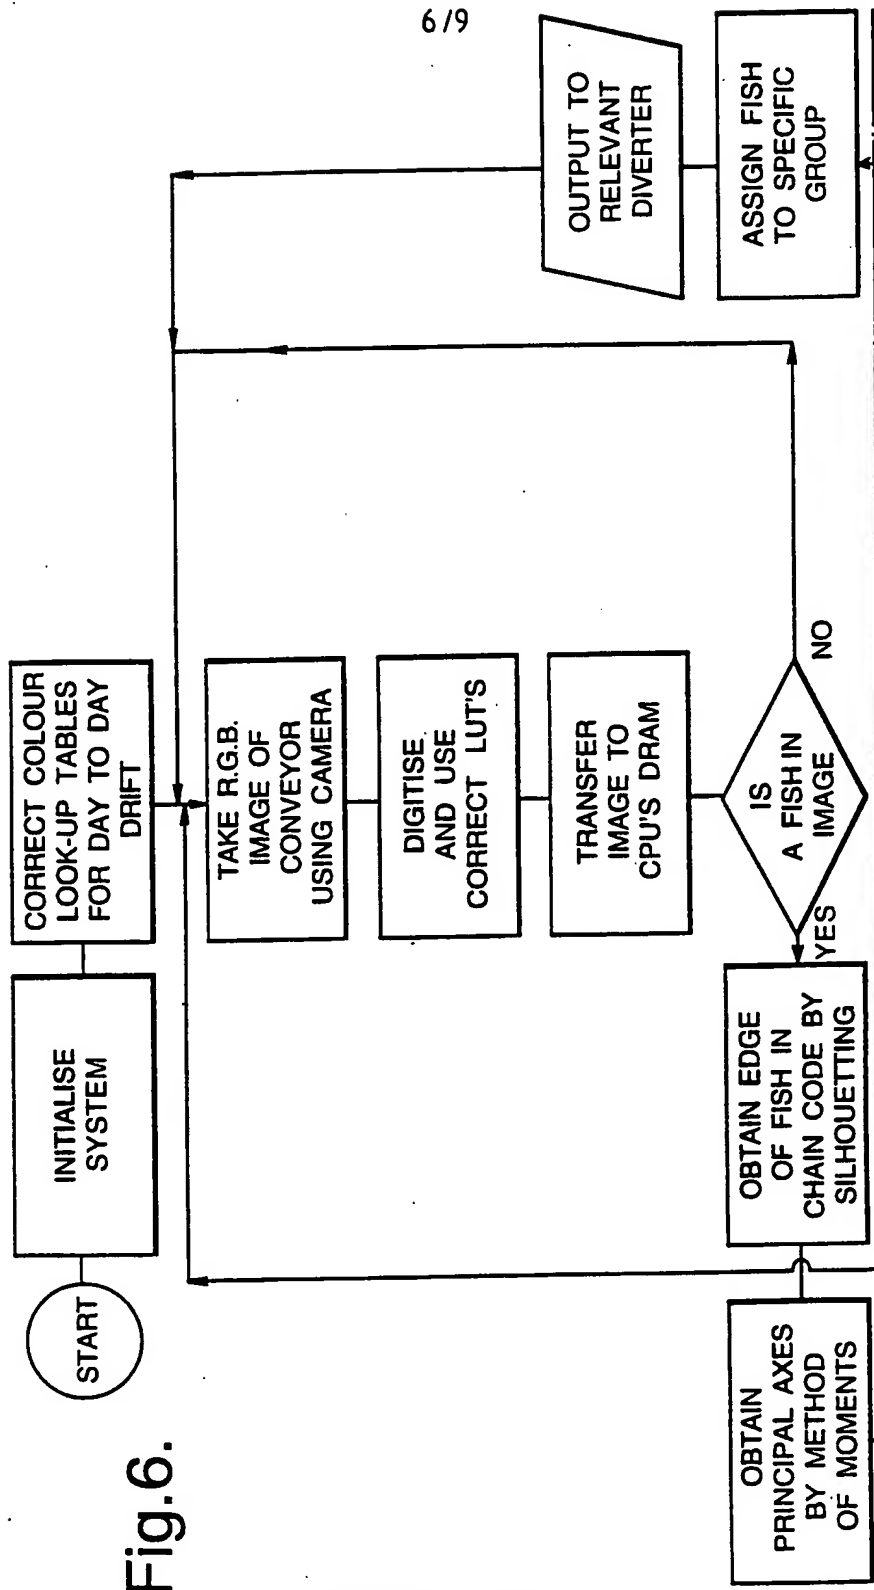 6/9
Fig.6.
START
INITIALISE
SYSTEM
CORRECT COLOUR
LOOK-UP TABLES
FOR DAY TO DAY
DRIFT
TAKE R.G.B.
IMAGE OF
CONVEYOR
USING CAMERA
DIGITISE
AND USE
CORRECT LUT'S
TRANSFER
IMAGE TO
CPU'S DRAM
IS
A FISH IN
IMAGE
NO
YES
OBTAIN EDGE
OF FISH IN
CHAIN CODE BY
SILHOUETTING
OBTAIN
PRINCIPAL AXES
BY METHOD
OF MOMENTS
OUTPUT TO
RELEVANT
DIVERTER
ASSIGN FISH
TO SPECIFIC
GROUP